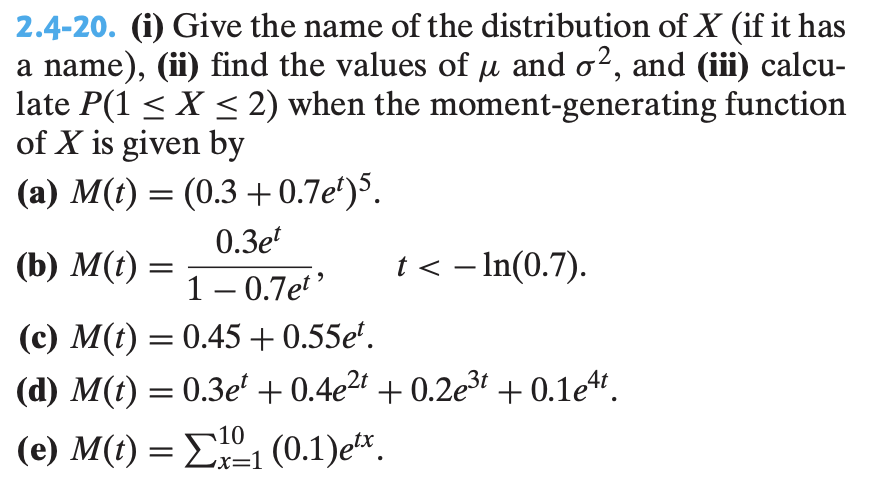 2.4-20. (i) Give the name of the distribution of X (if it has
a name), (ii) find the values of μ and σ², and (iii) calcu-
late P(1 ≤ X ≤ 2) when the moment-generating function
of X is given by
(a) M(t) = (0.3 + 0.7eᵗ)⁵.
(b) M(t) = 0.3eᵗ / (1 − 0.7eᵗ), t < − ln(0.7).
(c) M(t) = 0.45 + 0.55eᵗ.
(d) M(t) = 0.3eᵗ + 0.4e²ᵗ + 0.2e³ᵗ + 0.1e⁴ᵗ.
(e) M(t) = ∑¹⁰ₓ₌₁ (0.1)eᵗˣ.